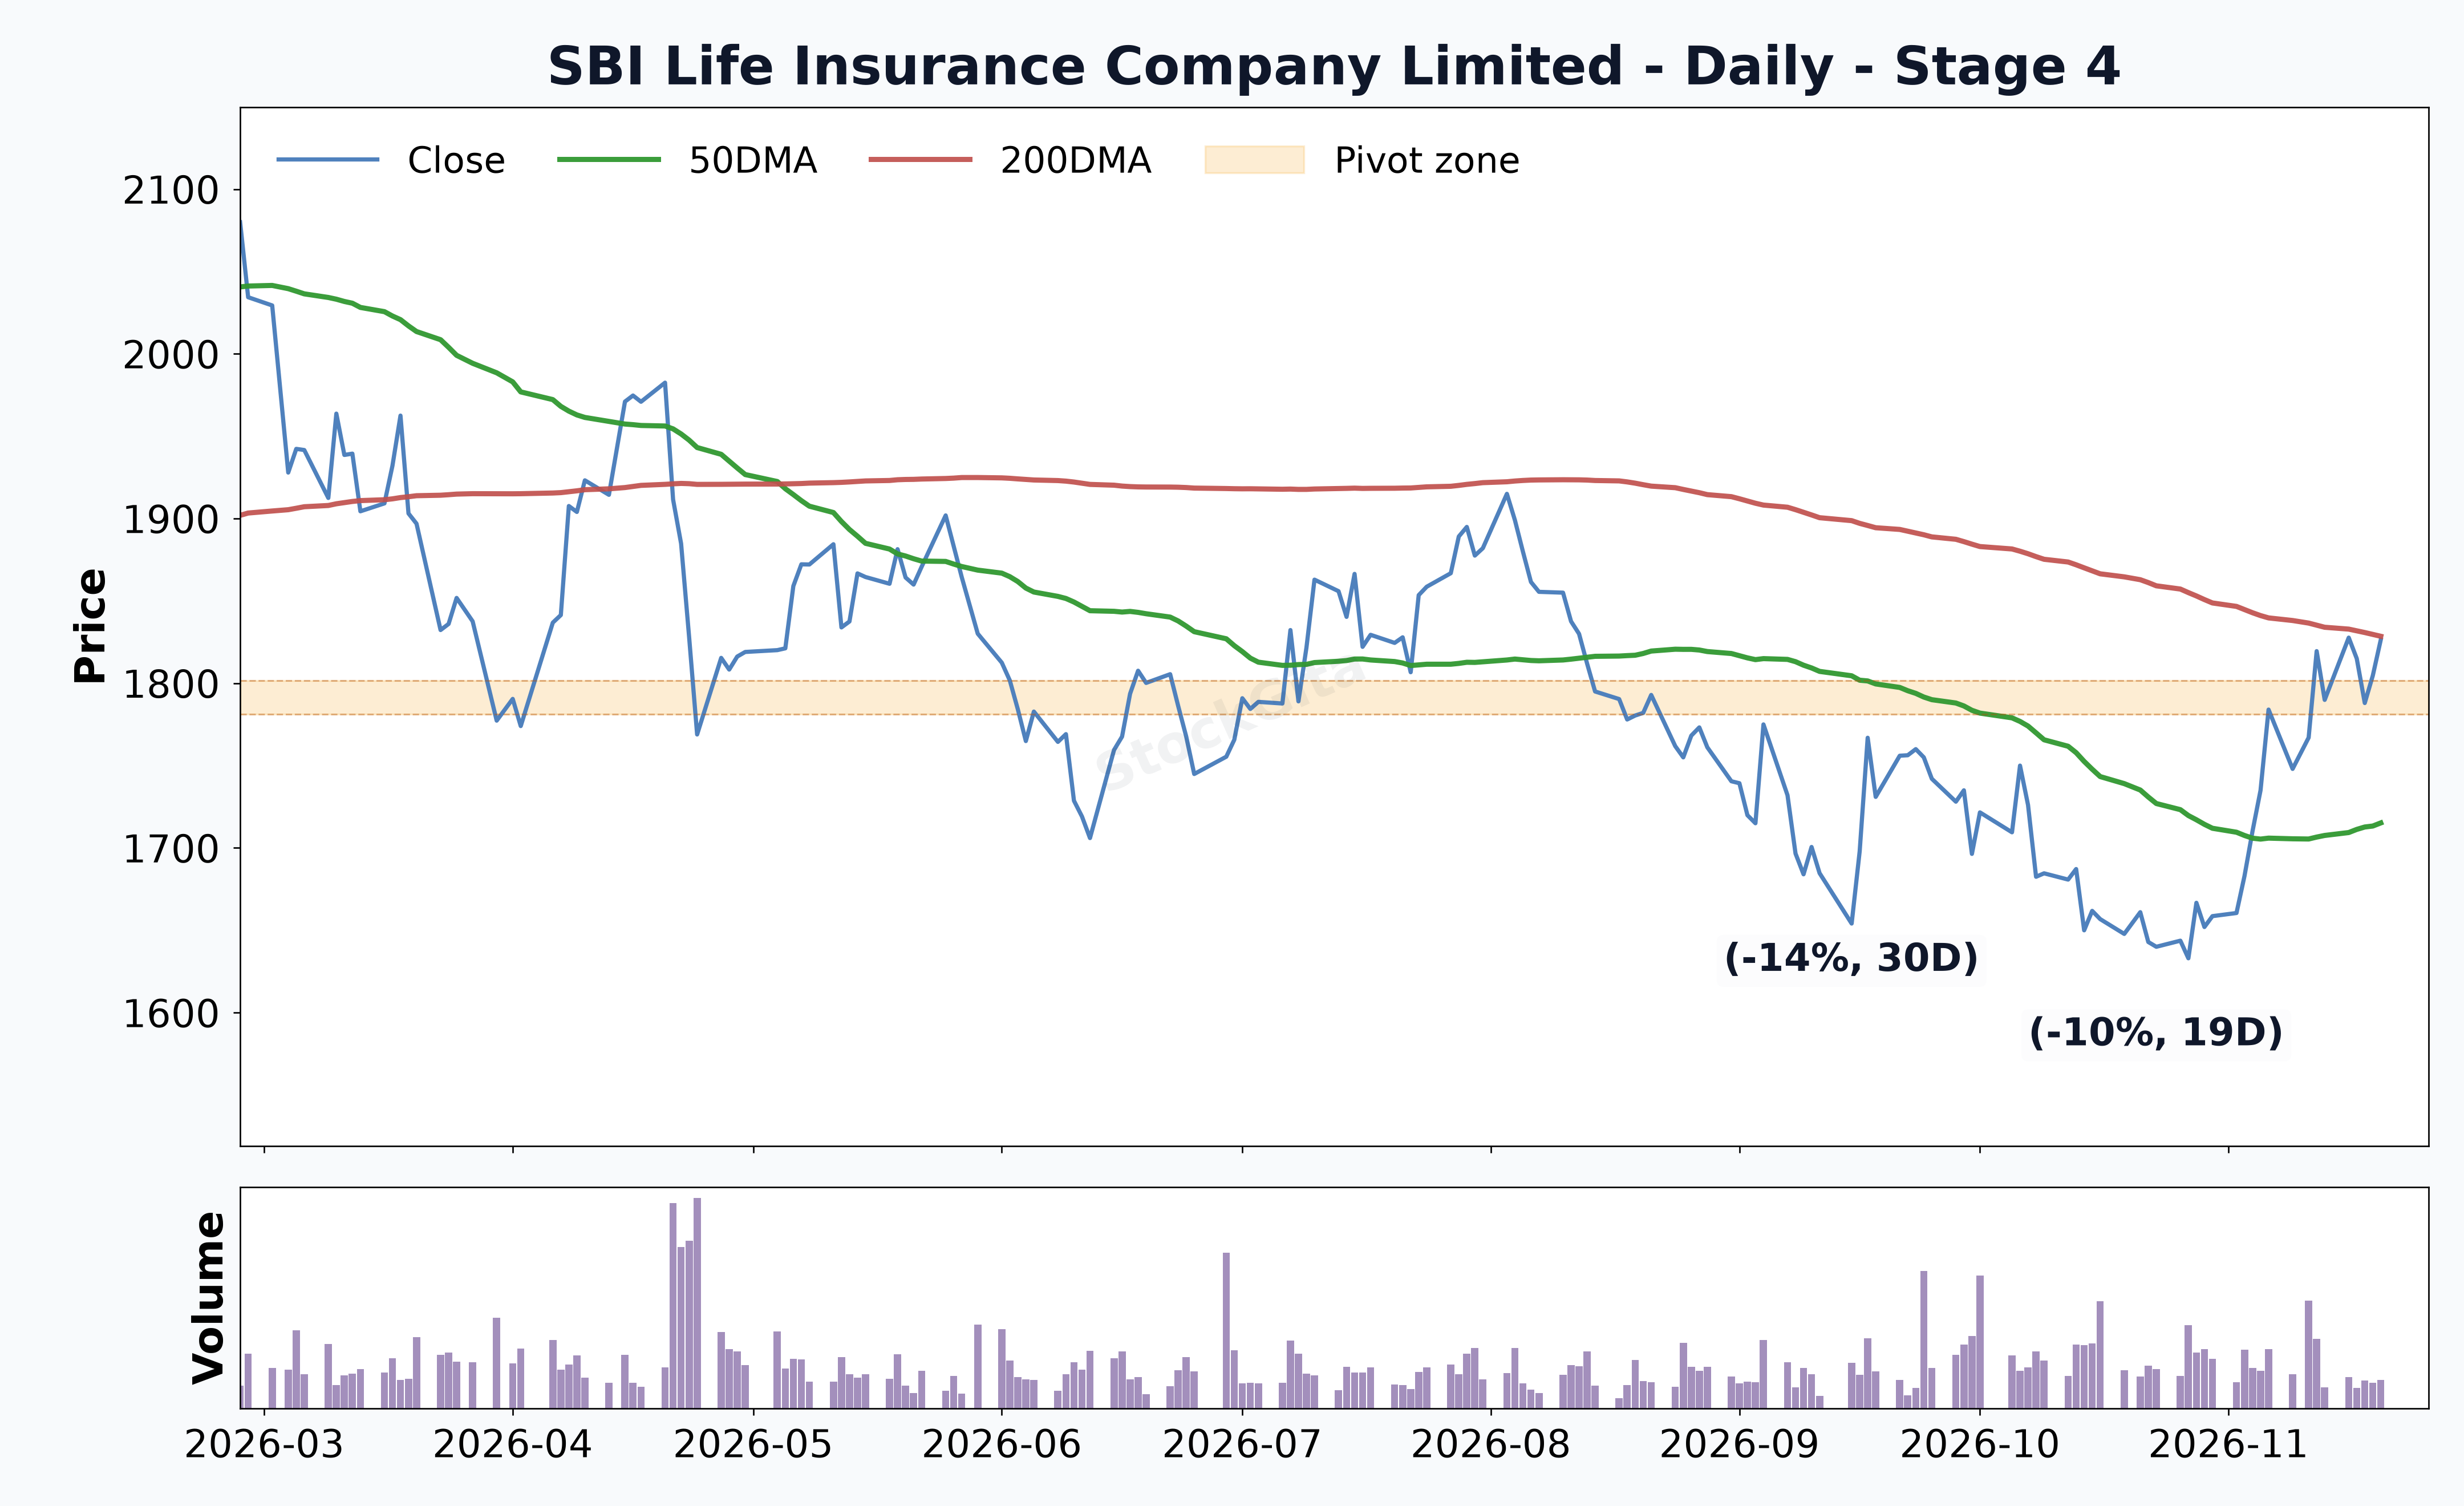 SBI Life Insurance Company Limited - Daily - Stage 4
Close 50DMA 200DMA Pivot zone
2100
2000
1900
1800
1700
1600
Price
StockGita
(-14%, 30D)
(-10%, 19D)
Volume
2026-03 2026-04 2026-05 2026-06 2026-07 2026-08 2026-09 2026-10 2026-11